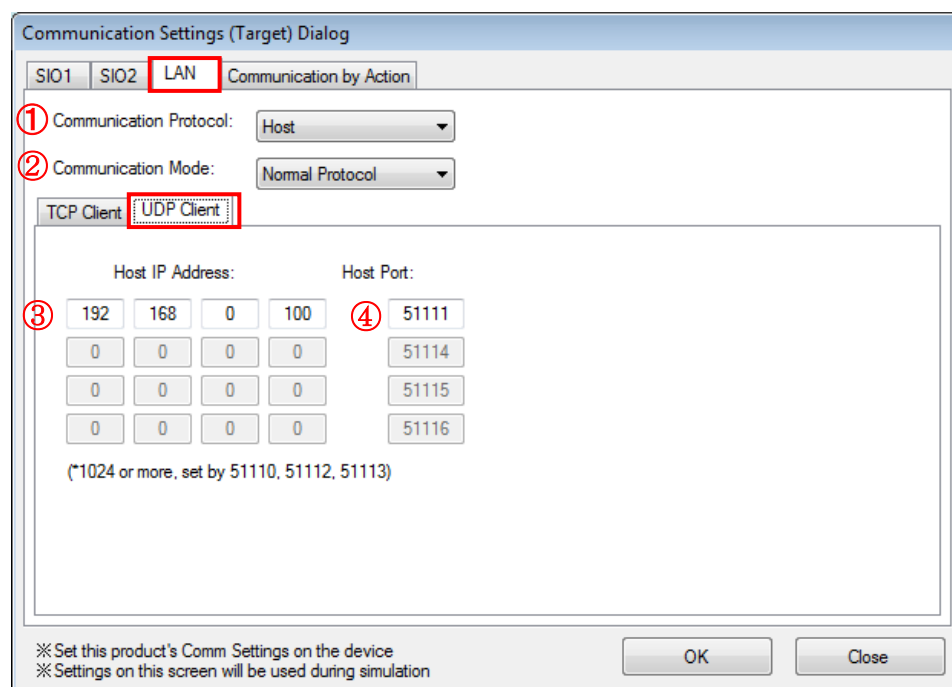 Communication Settings (Target) Dialog
SIO1 SIO2 LAN Communication by Action
① Communication Protocol: Host
② Communication Mode: Normal Protocol
TCP Client UDP Client
Host IP Address: Host Port:
③ 192 168 0 100 ④ 51111
0 0 0 0 51114
0 0 0 0 51115
0 0 0 0 51116
(*1024 or more, set by 51110, 51112, 51113)
※Set this product's Comm Settings on the device
※Settings on this screen will be used during simulation
OK Close